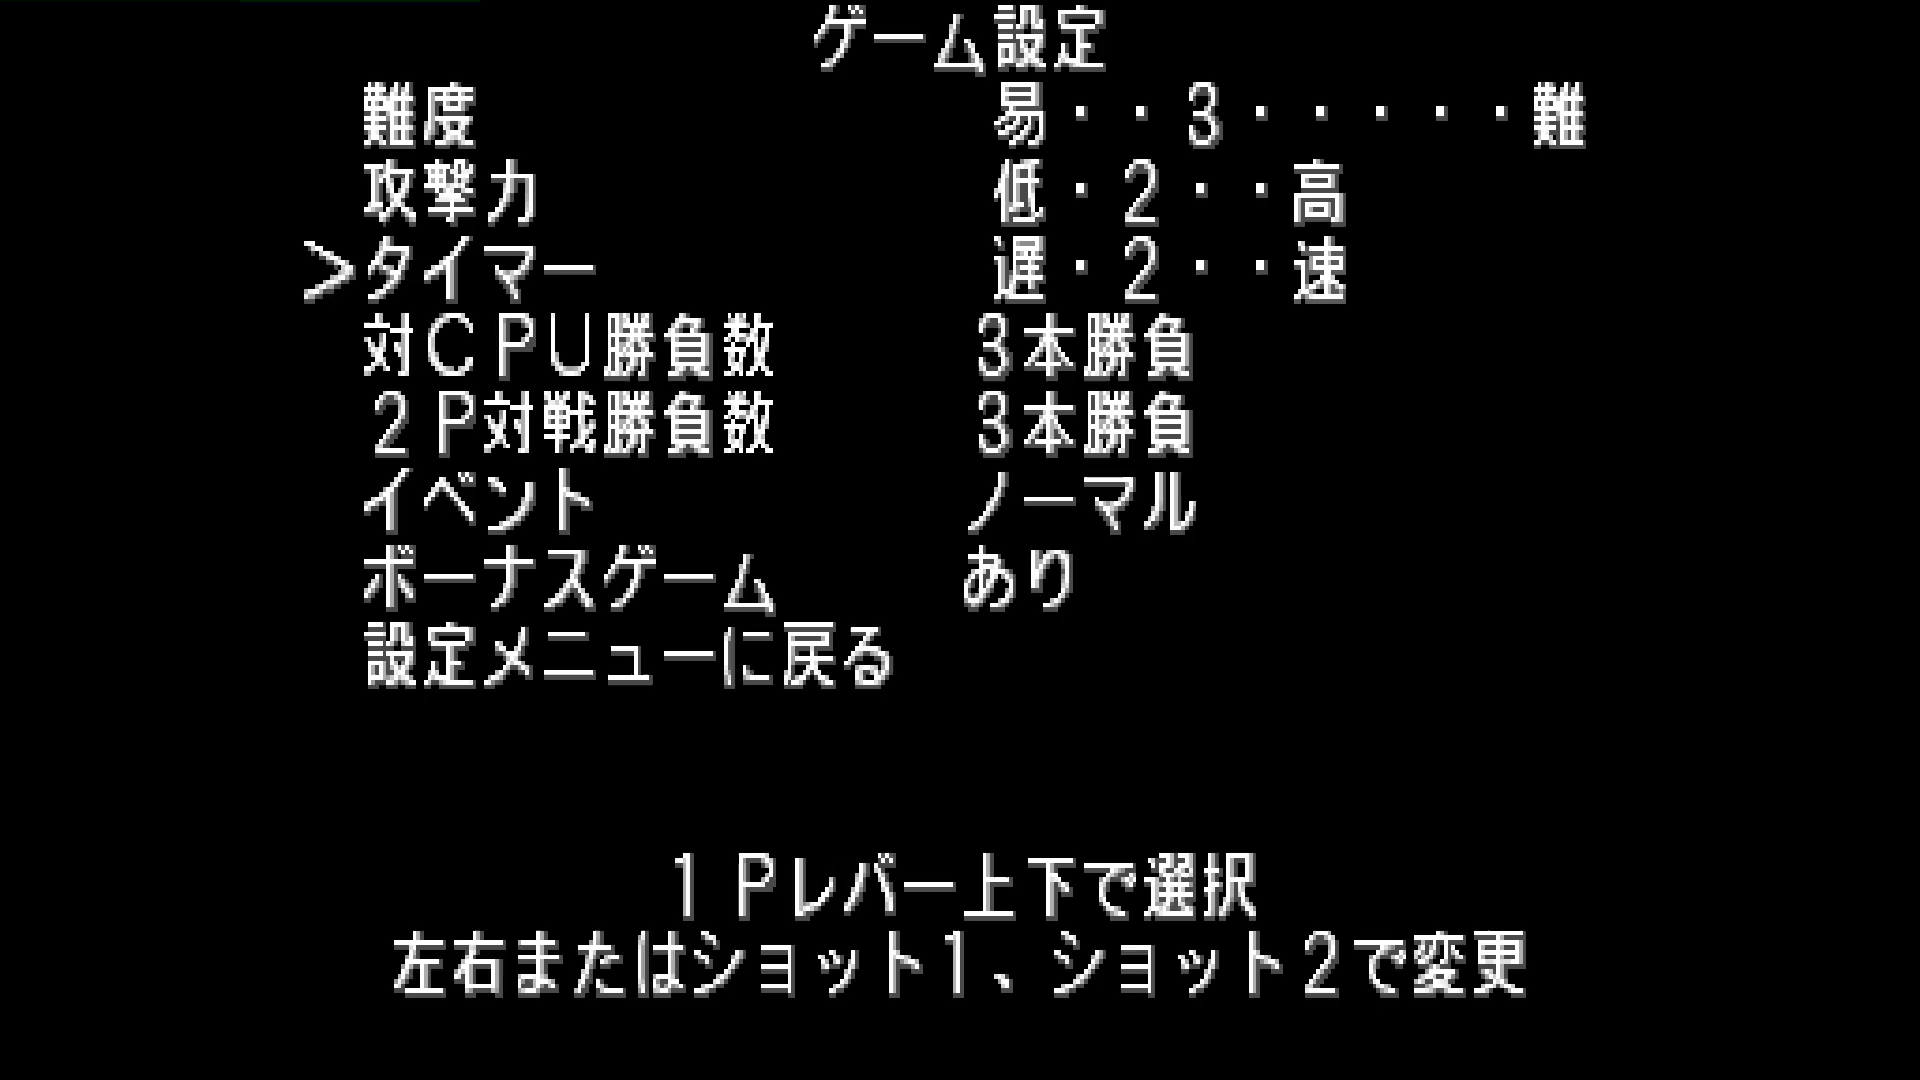 ゲーム設定
難度 易・・3・・・・・難
攻撃力 低・2・・高
>タイマー 遅・2・・速
対CPU勝負数 3本勝負
2P対戦勝負数 3本勝負
イベント ノーマル
ボーナスゲーム あり
設定メニューに戻る
1Pレバー上下で選択
左右またはショット1、ショット2で変更